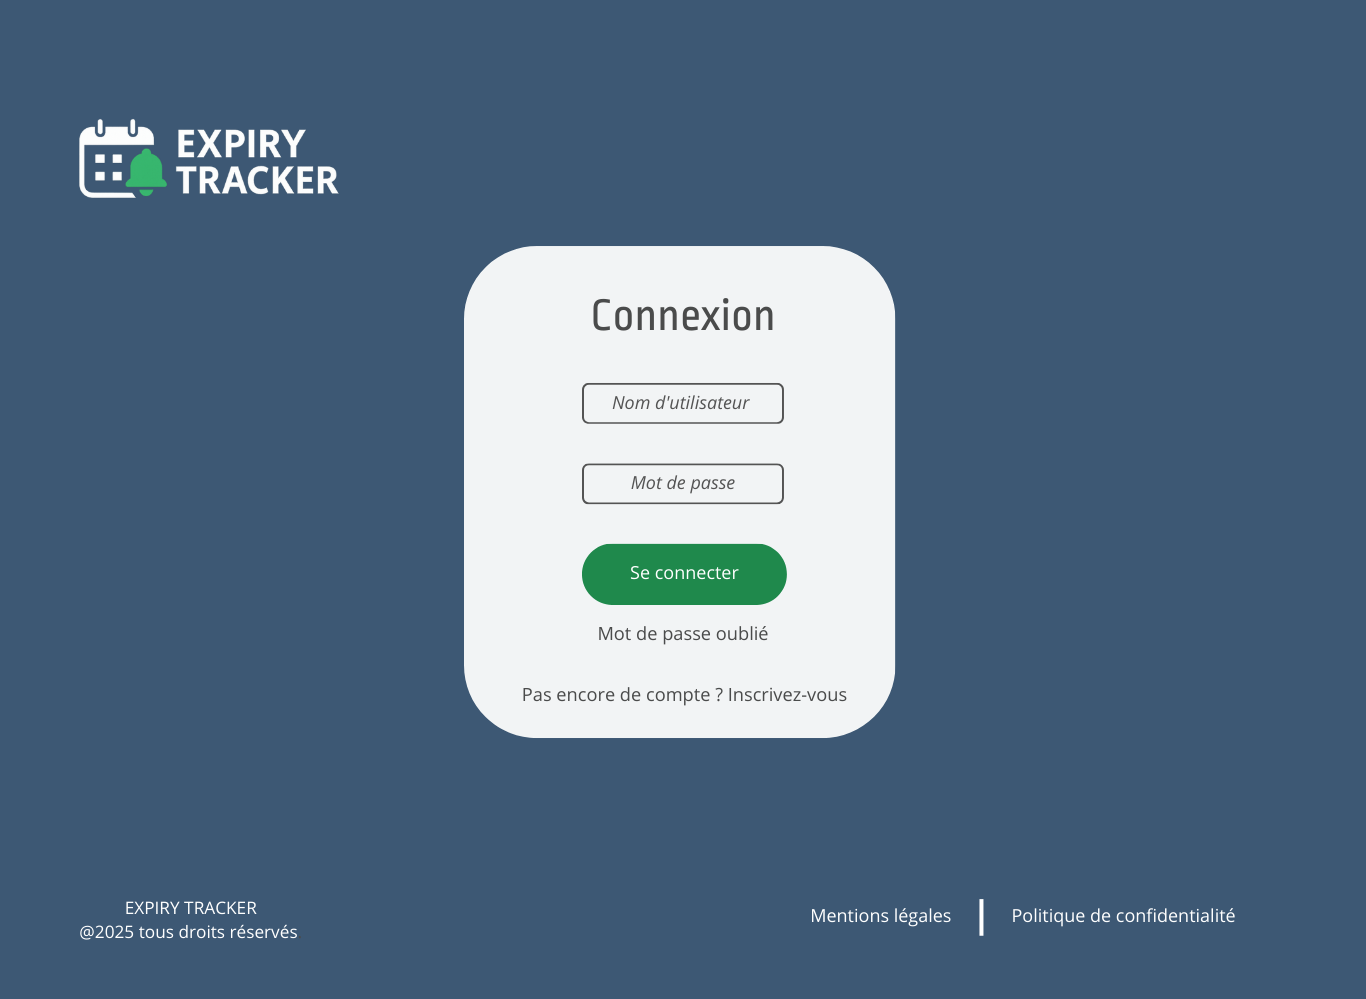 EXPIRY
TRACKER
Connexion
Nom d'utilisateur
Mot de passe
Se connecter
Mot de passe oublié
Pas encore de compte ? Inscrivez-vous
EXPIRY TRACKER
@2025 tous droits réservés
Mentions légales
Politique de confidentialité